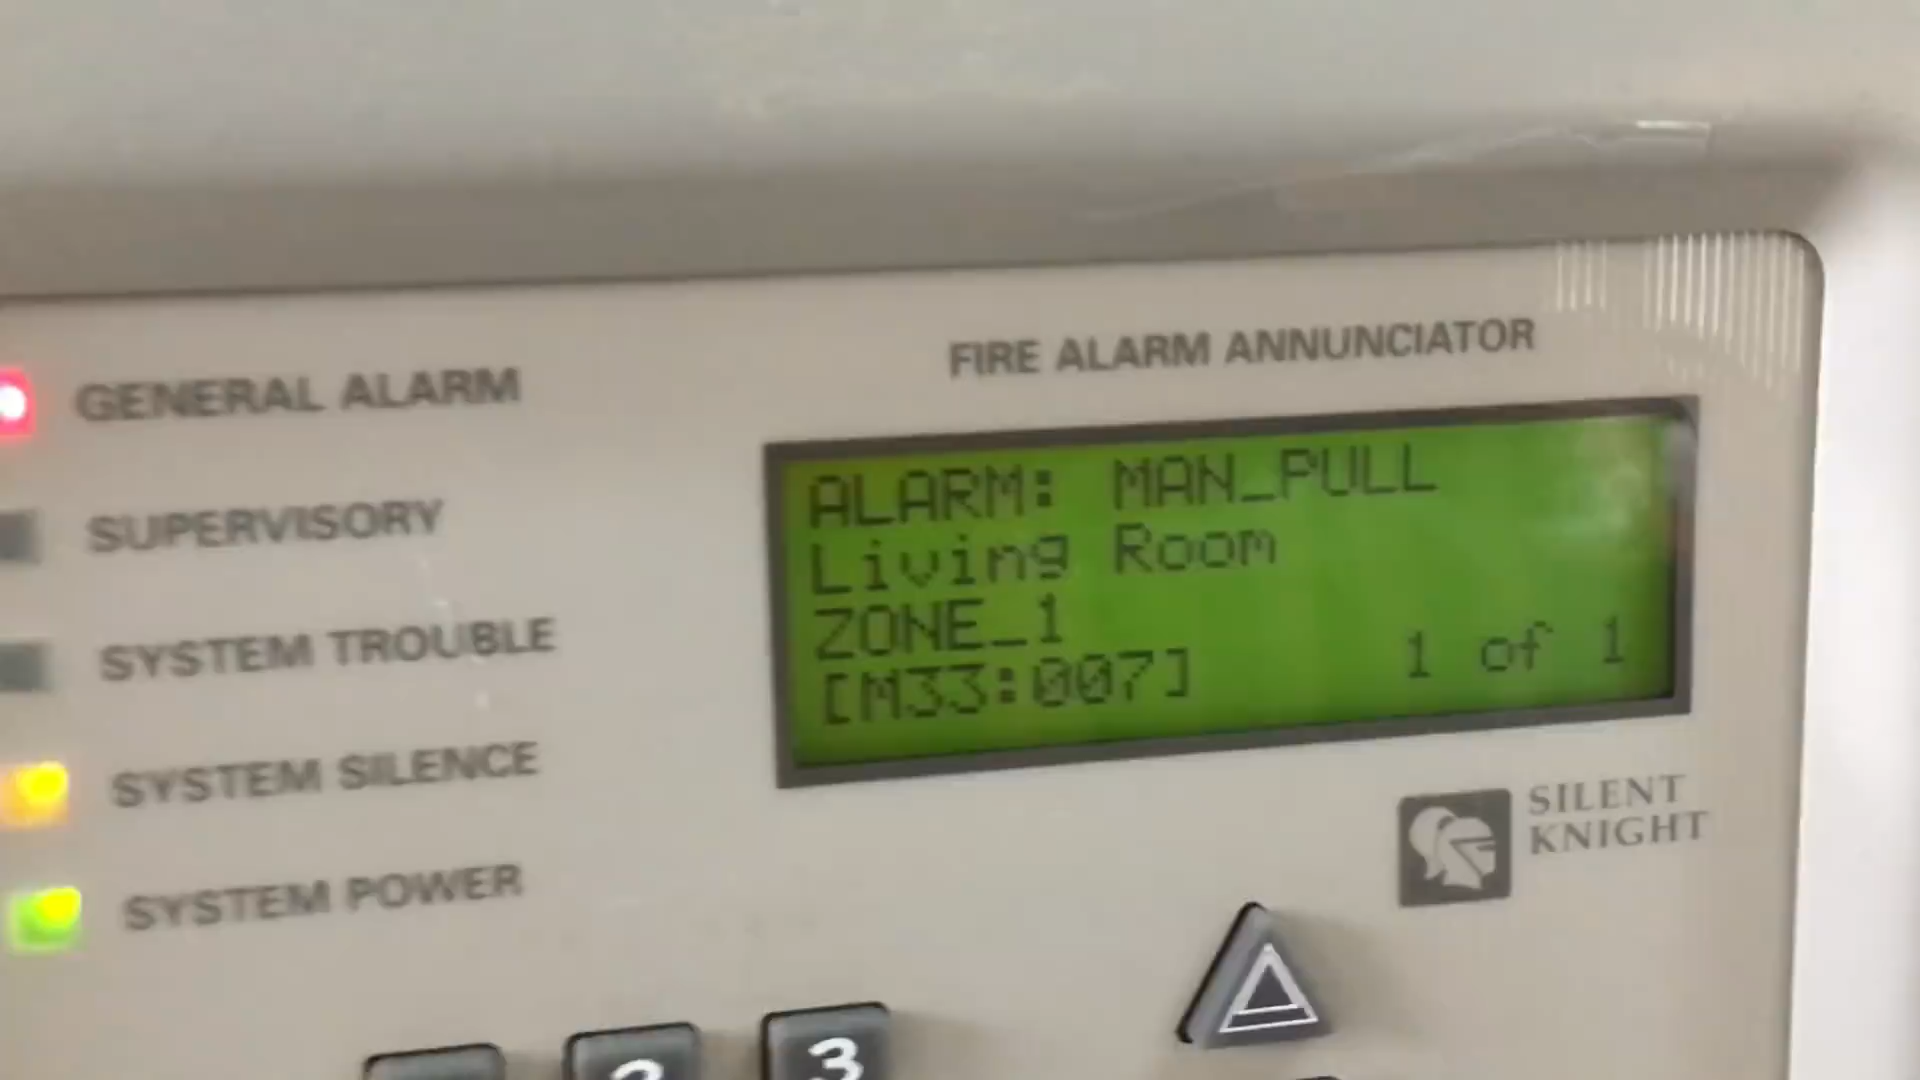 FIRE ALARM ANNUNCIATOR
GENERAL ALARM
SUPERVISORY
SYSTEM TROUBLE
SYSTEM SILENCE
SYSTEM POWER
ALARM: MAN_PULL
Living Room
ZONE_1
[M33:007] 1 of 1
SILENT
KNIGHT
2 3